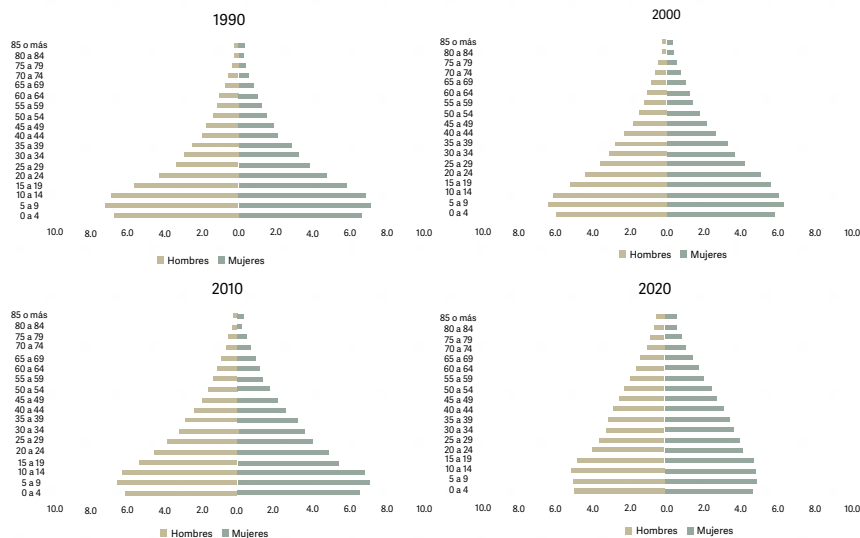 1990
85 o más
80 a 84
75 a 79
70 a 74
65 a 69
60 a 64
55 a 59
50 a 54
45 a 49
40 a 44
35 a 39
30 a 34
25 a 29
20 a 24
15 a 19
10 a 14
5 a 9
0 a 4
10.0 8.0 6.0 4.0 2.0 0.0 2.0 4.0 6.0 8.0 10.0
Hombres Mujeres
2000
85 o más
80 a 84
75 a 79
70 a 74
65 a 69
60 a 64
55 a 59
50 a 54
45 a 49
40 a 44
35 a 39
30 a 34
25 a 29
20 a 24
15 a 19
10 a 14
5 a 9
0 a 4
10.0 8.0 6.0 4.0 2.0 0.0 2.0 4.0 6.0 8.0 10.0
Hombres Mujeres
2010
85 o más
80 a 84
75 a 79
70 a 74
65 a 69
60 a 64
55 a 59
50 a 54
45 a 49
40 a 44
35 a 39
30 a 34
25 a 29
20 a 24
15 a 19
10 a 14
5 a 9
0 a 4
10.0 8.0 6.0 4.0 2.0 0.0 2.0 4.0 6.0 8.0 10.0
Hombres Mujeres
2020
85 o más
80 a 84
75 a 79
70 a 74
65 a 69
60 a 64
55 a 59
50 a 54
45 a 49
40 a 44
35 a 39
30 a 34
25 a 29
20 a 24
15 a 19
10 a 14
5 a 9
0 a 4
10.0 8.0 6.0 4.0 2.0 0.0 2.0 4.0 6.0 8.0 10.0
Hombres Mujeres